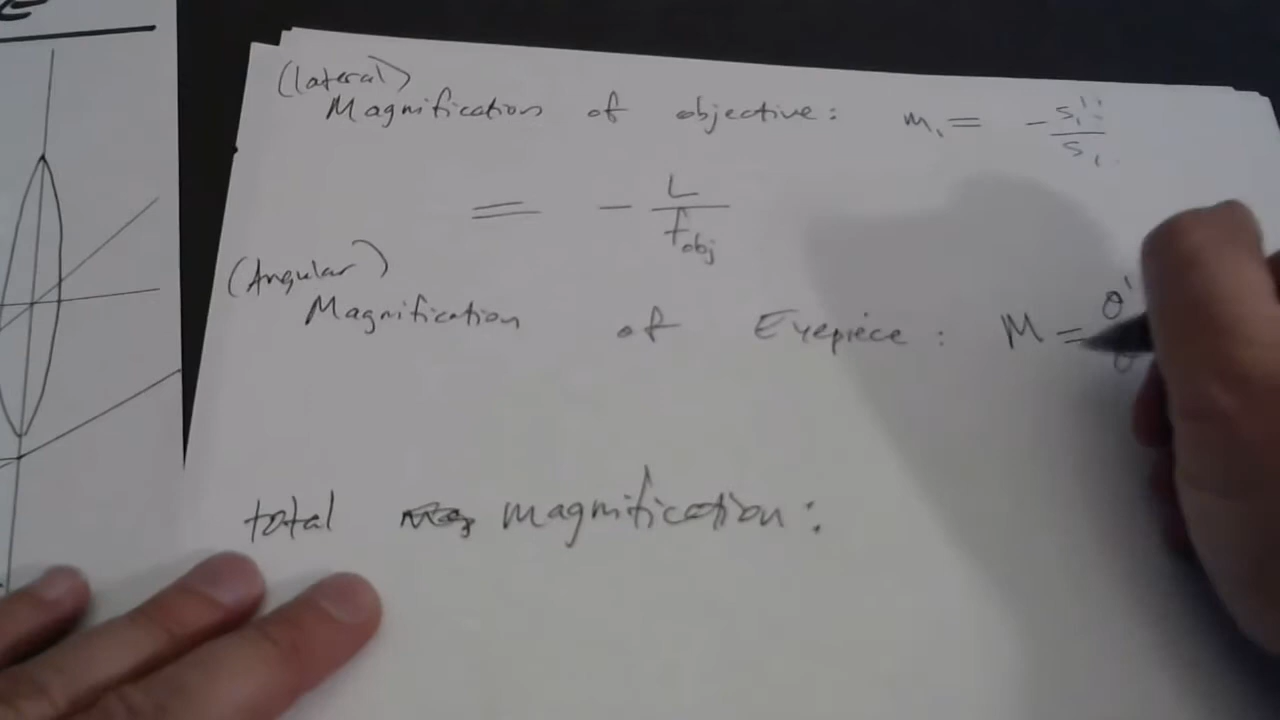 E
(lateral)
Magnification of objective: m₁ = - s₁' / s₁
= - L / f_obj
(Angular)
Magnification of Eyepiece: M = θ' / θ
total magnification: